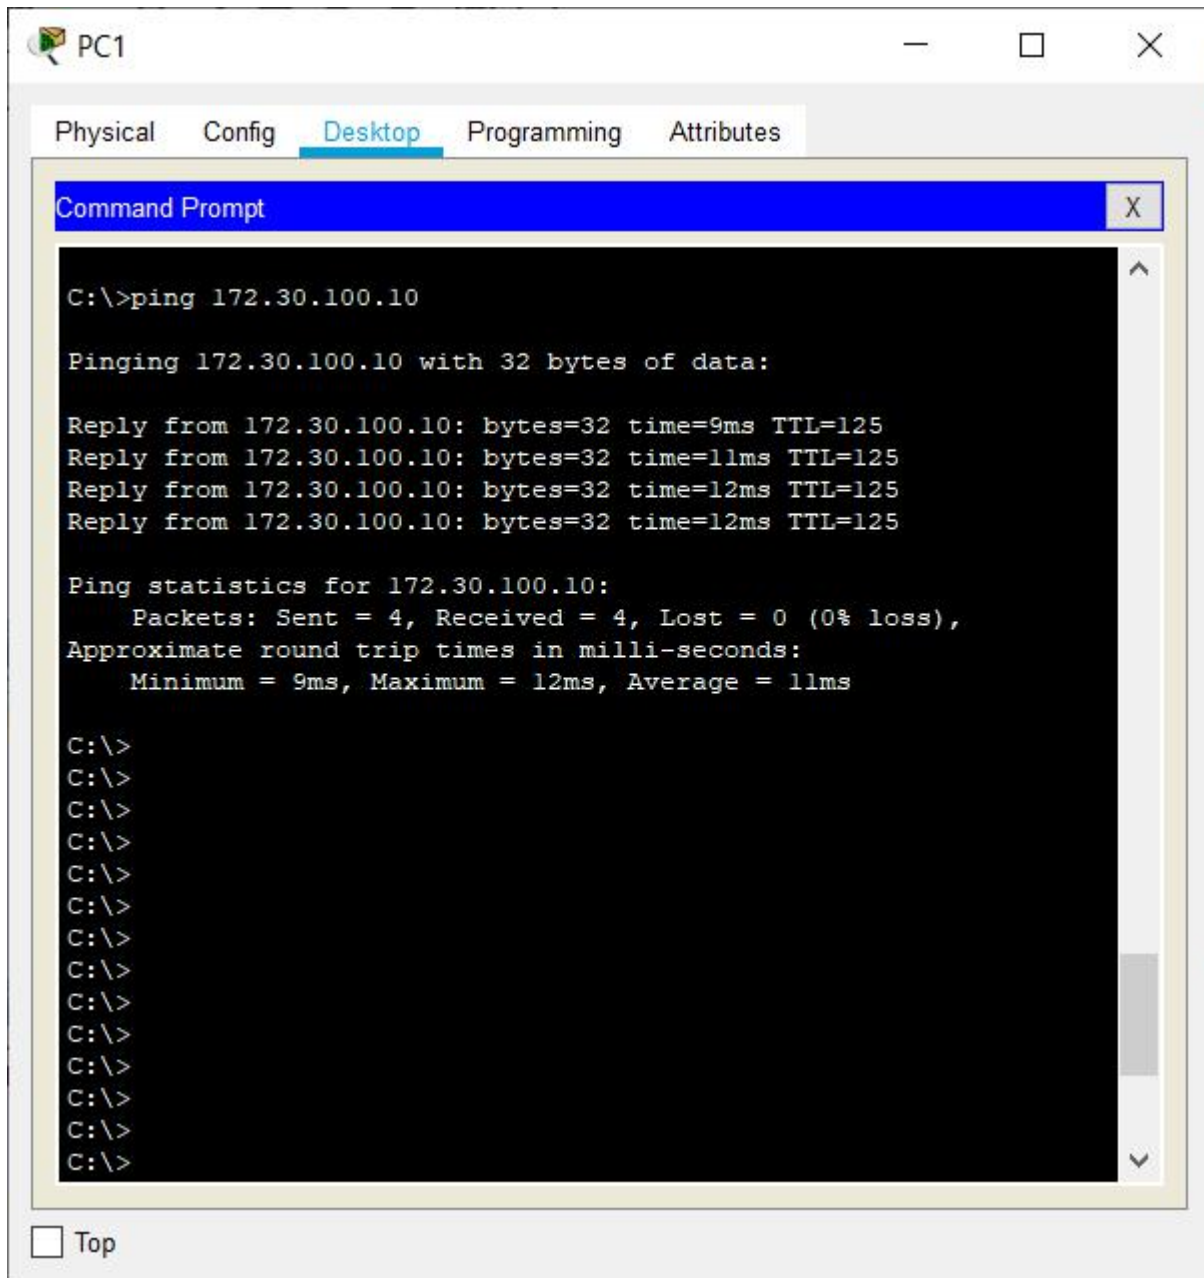 PC1
Physical Config Desktop Programming Attributes
Command Prompt X
C:\>ping 172.30.100.10
Pinging 172.30.100.10 with 32 bytes of data:
Reply from 172.30.100.10: bytes=32 time=9ms TTL=125
Reply from 172.30.100.10: bytes=32 time=11ms TTL=125
Reply from 172.30.100.10: bytes=32 time=12ms TTL=125
Reply from 172.30.100.10: bytes=32 time=12ms TTL=125
Ping statistics for 172.30.100.10:
Packets: Sent = 4, Received = 4, Lost = 0 (0% loss),
Approximate round trip times in milli-seconds:
Minimum = 9ms, Maximum = 12ms, Average = 11ms
C:\>
C:\>
C:\>
C:\>
C:\>
C:\>
C:\>
C:\>
C:\>
C:\>
C:\>
C:\>
C:\>
C:\>
Top